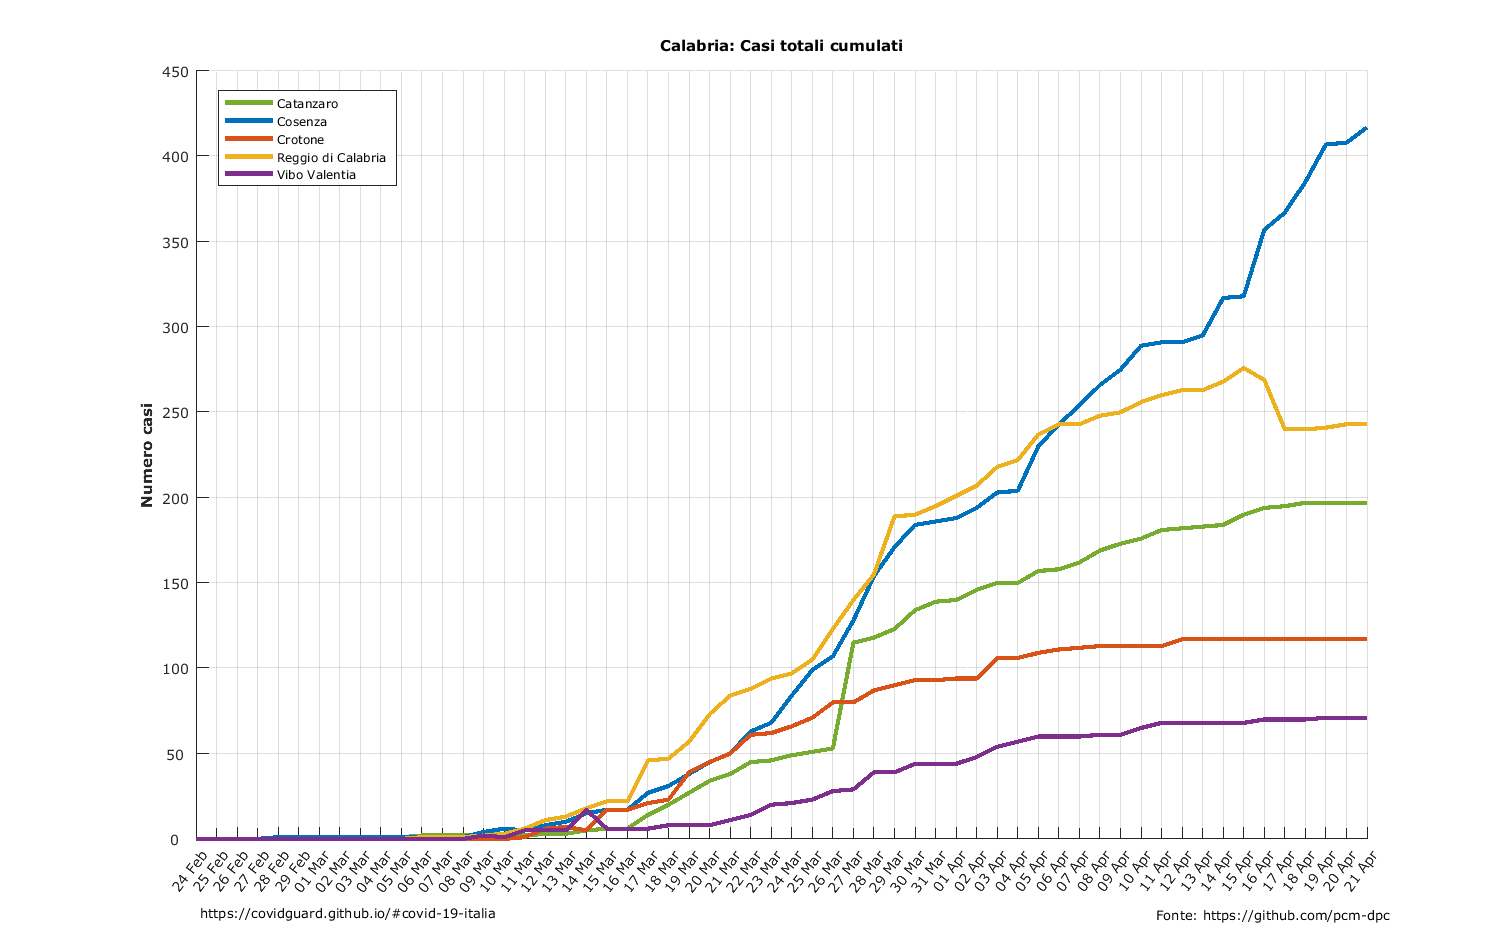 Calabria: Casi totali cumulati
450
400
350
300
250
200
150
100
50
0
Numero casi
Catanzaro
Cosenza
Crotone
Reggio di Calabria
Vibo Valentia
24 Feb
25 Feb
26 Feb
27 Feb
28 Feb
29 Feb
01 Mar
02 Mar
03 Mar
04 Mar
05 Mar
06 Mar
07 Mar
08 Mar
09 Mar
10 Mar
11 Mar
12 Mar
13 Mar
14 Mar
15 Mar
16 Mar
17 Mar
18 Mar
19 Mar
20 Mar
21 Mar
22 Mar
23 Mar
24 Mar
25 Mar
26 Mar
27 Mar
28 Mar
29 Mar
30 Mar
31 Mar
01 Apr
02 Apr
03 Apr
04 Apr
05 Apr
06 Apr
07 Apr
08 Apr
09 Apr
10 Apr
11 Apr
12 Apr
13 Apr
14 Apr
15 Apr
16 Apr
17 Apr
18 Apr
19 Apr
20 Apr
21 Apr
https://covidguard.github.io/#covid-19-italia
Fonte: https://github.com/pcm-dpc